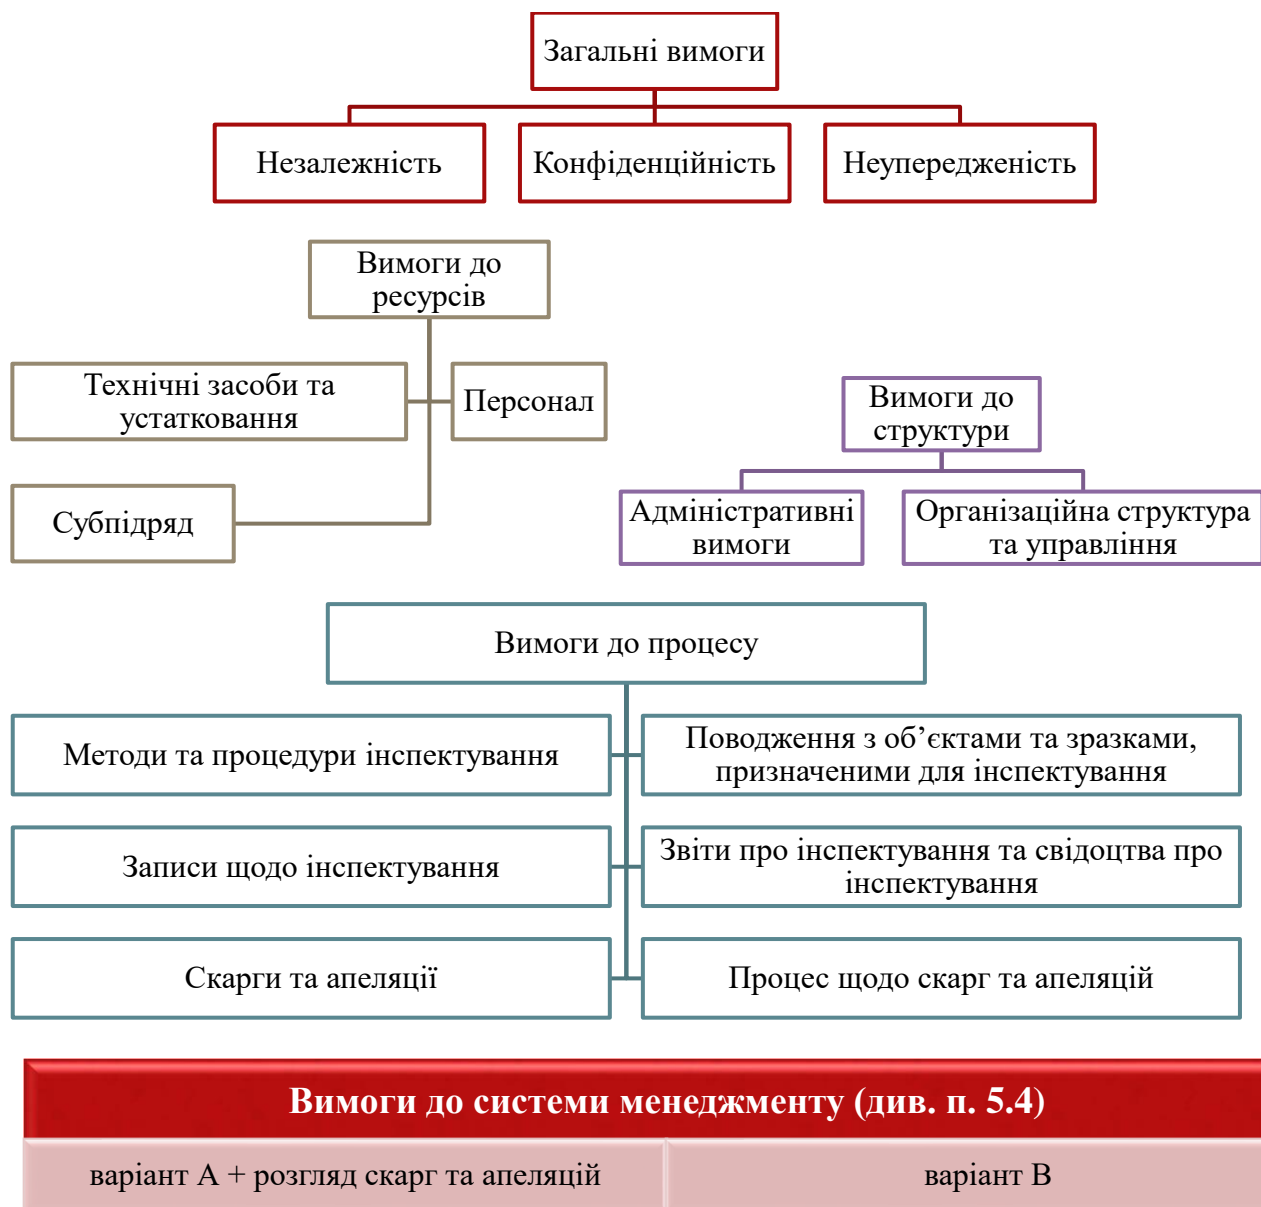 Загальні вимоги
Незалежність
Конфіденційність
Неупередженість
Вимоги до
ресурсів
Технічні засоби та
устатковання
Персонал
Субпідряд
Вимоги до
структури
Адміністративні
вимоги
Організаційна структура
та управління
Вимоги до процесу
Методи та процедури інспектування
Поводження з об’єктами та зразками,
призначеними для інспектування
Записи щодо інспектування
Звіти про інспектування та свідоцтва про
інспектування
Скарги та апеляції
Процес щодо скарг та апеляцій
Вимоги до системи менеджменту (див. п. 5.4)
варіант А + розгляд скарг та апеляцій
варіант В